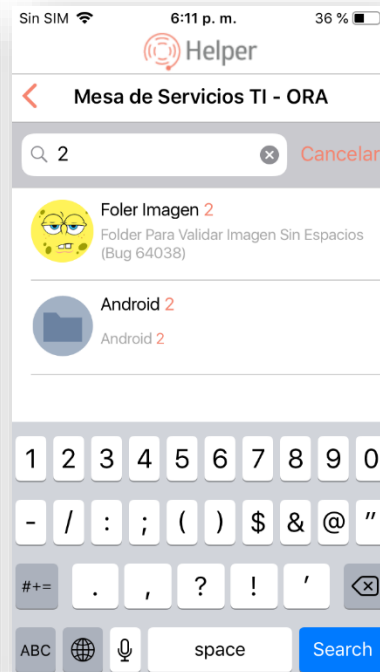 Sin SIM 6:11 p. m. 36 %
Helper
Mesa de Servicios TI - ORA
2 Cancelar
Foler Imagen 2
Folder Para Validar Imagen Sin Espacios
(Bug 64038)
Android 2
Android 2
1 2 3 4 5 6 7 8 9 0
- / : ; ( ) $ & @ "
#+= . , ? ! '
ABC space Search